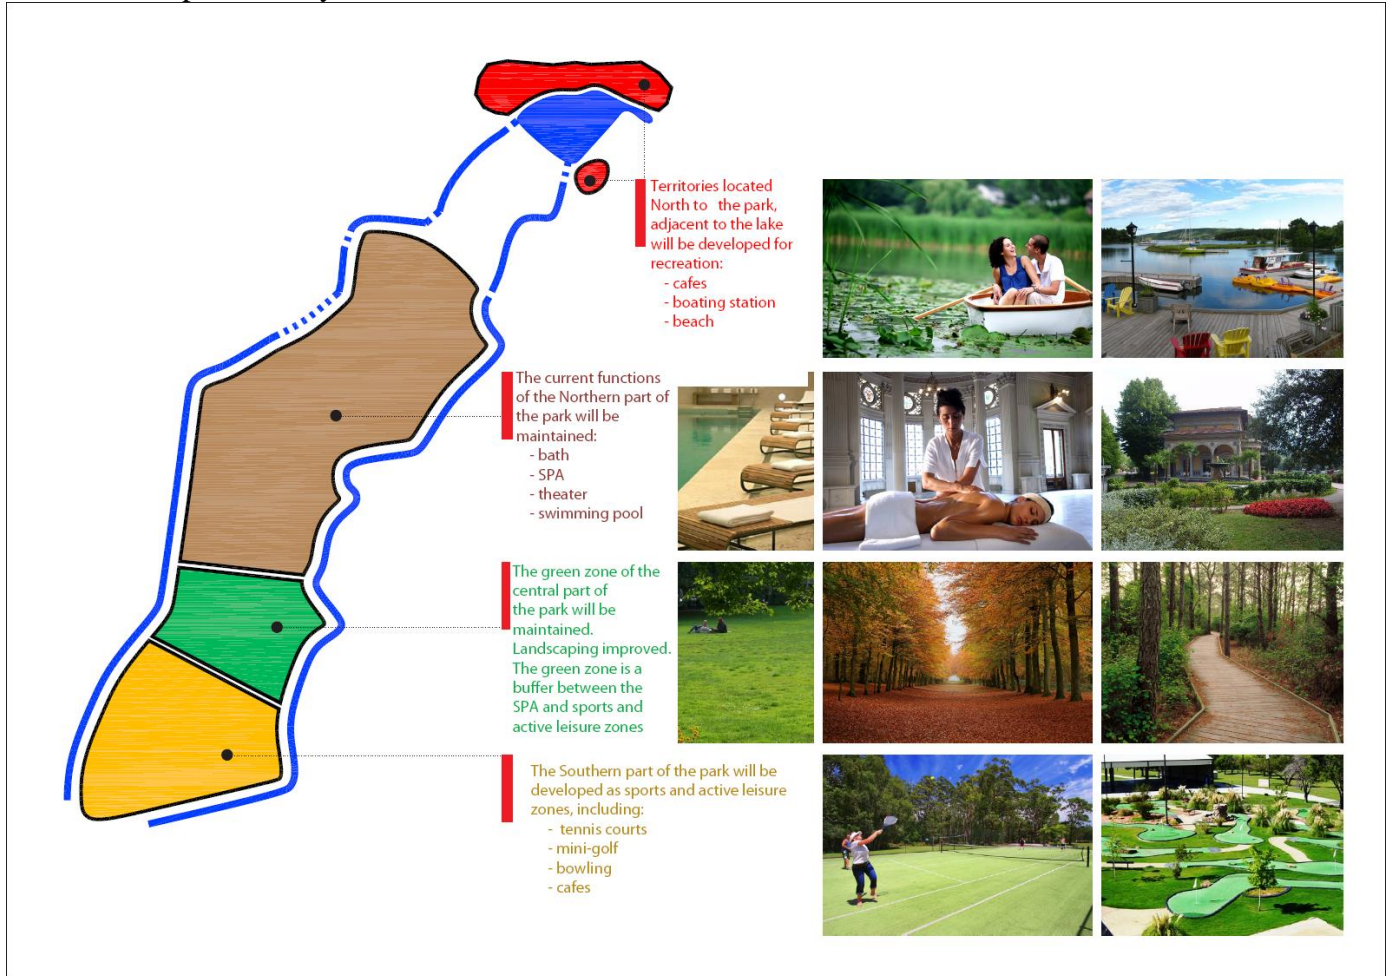 Territories located
North to the park,
adjacent to the lake
will be developed for
recreation:
- cafes
- boating station
- beach
The current functions
of the Northern part of
the park will be
maintained:
- bath
- SPA
- theater
- swimming pool
The green zone of the
central part of
the park will be
maintained.
Landscaping improved.
The green zone is a
buffer between the
SPA and sports and
active leisure zones
The Southern part of the park will be
developed as sports and active leisure
zones, including:
- tennis courts
- mini-golf
- bowling
- cafes